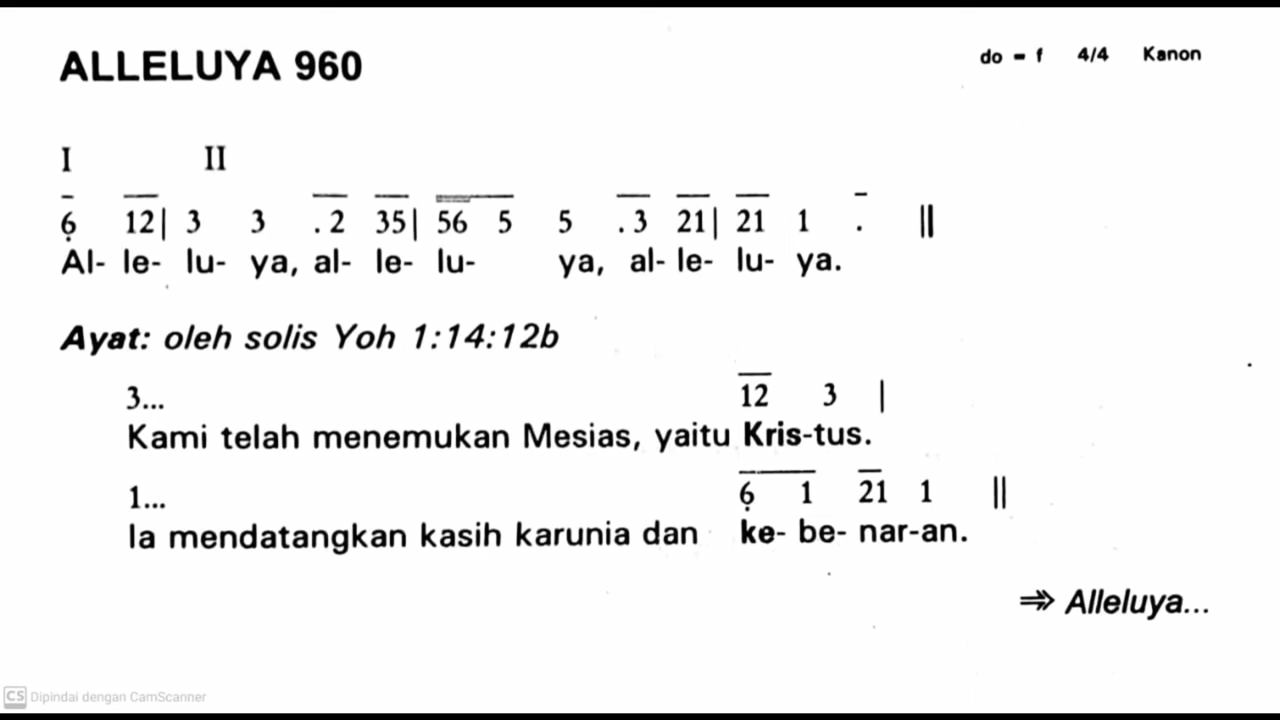 ALLELUYA 960 do = f 4/4 Kanon
I II
6̣ 12| 3 3 .2 35| 56 5 5 .3 21| 21 1 . ||
Al- le- lu- ya, al- le- lu- ya, al- le- lu- ya.
Ayat: oleh solis Yoh 1:14:12b
3... 12 3 |
Kami telah menemukan Mesias, yaitu Kris-tus.
1... 6̣ 1 21 1 ||
Ia mendatangkan kasih karunia dan ke- be- nar-an.
⇒ Alleluya...
CS Dipindai dengan CamScanner